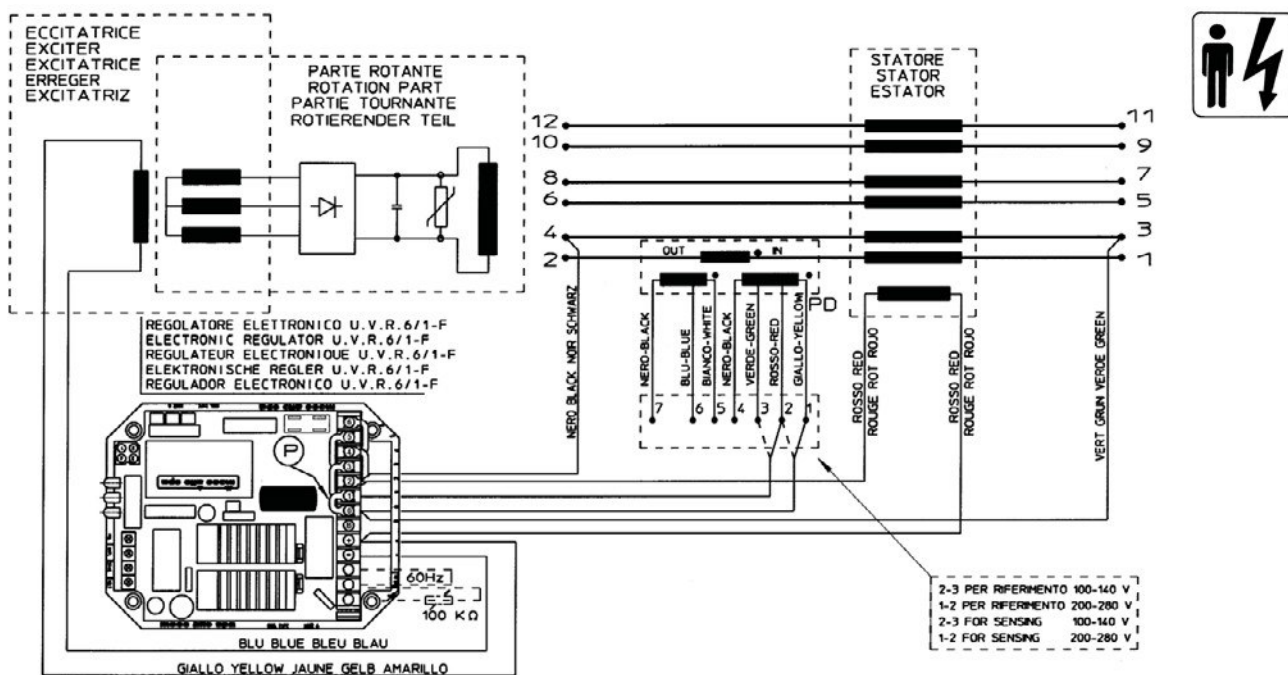 ECCITATRICE
EXCITER
EXCITATRICE
ERREGER
EXCITATRIZ
PARTE ROTANTE
ROTATION PART
PARTIE TOURNANTE
ROTIERENDER TEIL
STATORE
STATOR
ESTATOR
12
11
10
9
8
7
6
5
4
3
2
1
OUT
IN
PD
NERO BLACK NOIR SCHWARZ
NERO-BLACK
BLU-BLUE
BIANCO-WHITE
NERO-BLACK
VERDE-GREEN
ROSSO-RED
GIALLO-YELLOW
7
6
5
4
3
2
1
ROSSO RED
ROUGE ROT ROJO
ROSSO RED
ROUGE ROT ROJO
VERT GRUN VERDE GREEN
REGOLATORE ELETTRONICO U.V.R.6/1-F
ELECTRONIC REGULATOR U.V.R.6/1-F
REGULATEUR ELECTRONIQUE U.V.R.6/1-F
ELEKTRONISCHE REGLER U.V.R.6/1-F
REGULADOR ELECTRONICO U.V.R.6/1-F
P
60Hz
100 KΩ
BLU BLUE BLEU BLAU
GIALLO YELLOW JAUNE GELB AMARILLO
2-3 PER RIFERIMENTO 100-140 V
1-2 PER RIFERIMENTO 200-280 V
2-3 FOR SENSING 100-140 V
1-2 FOR SENSING 200-280 V